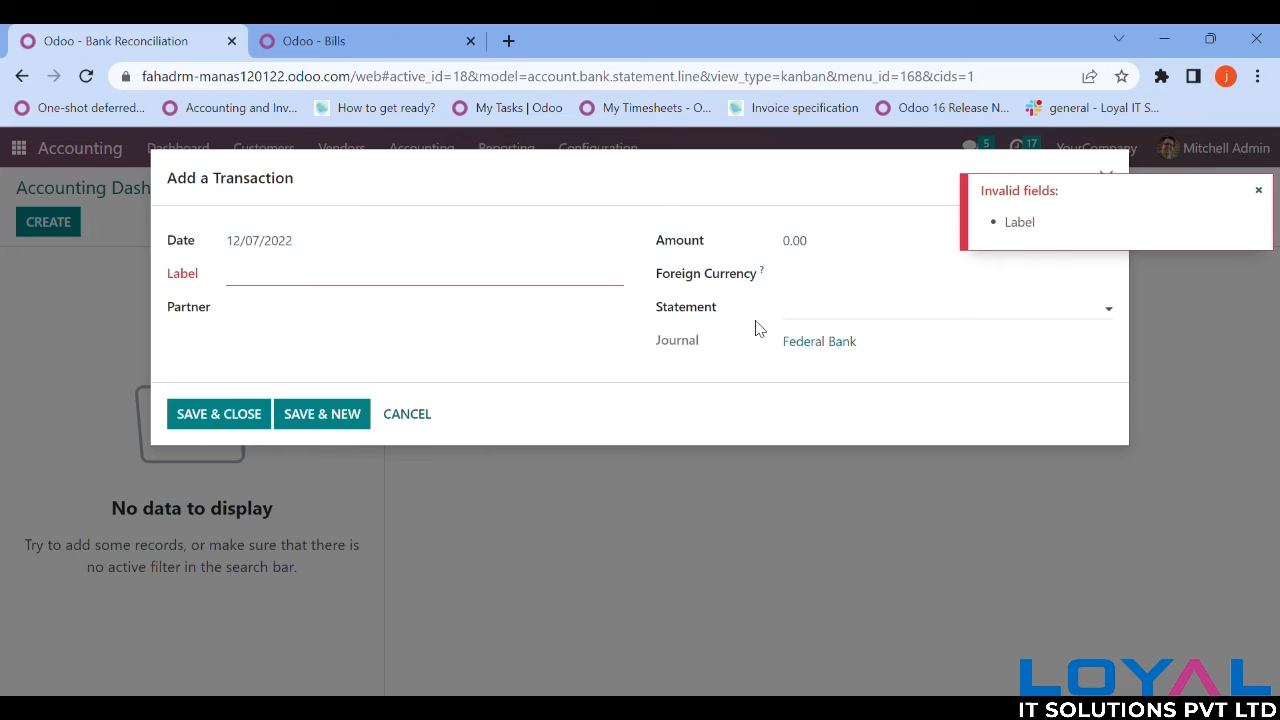 Odoo - Bank Reconciliation
Odoo - Bills
fahadrm-manas120122.odoo.com/web#active_id=18&model=account.bank.statement.line&view_type=kanban&menu_id=168&cids=1
j
One-shot deferred...
Accounting and Inv...
How to get ready?
My Tasks | Odoo
My Timesheets - O...
Invoice specification
Odoo 16 Release N...
general - Loyal IT S...
Accounting
Dashboard
Customers
Vendors
Accounting
Reporting
Configuration
5
17
YourCompany
Mitchell Admin
Accounting Dash
CREATE
Add a Transaction
Invalid fields:
• Label
Date 12/07/2022
Label
Partner
Amount 0.00
Foreign Currency ?
Statement
Journal Federal Bank
SAVE & CLOSE
SAVE & NEW
CANCEL
No data to display
Try to add some records, or make sure that there is
no active filter in the search bar.
LOYAL
IT SOLUTIONS PVT LTD